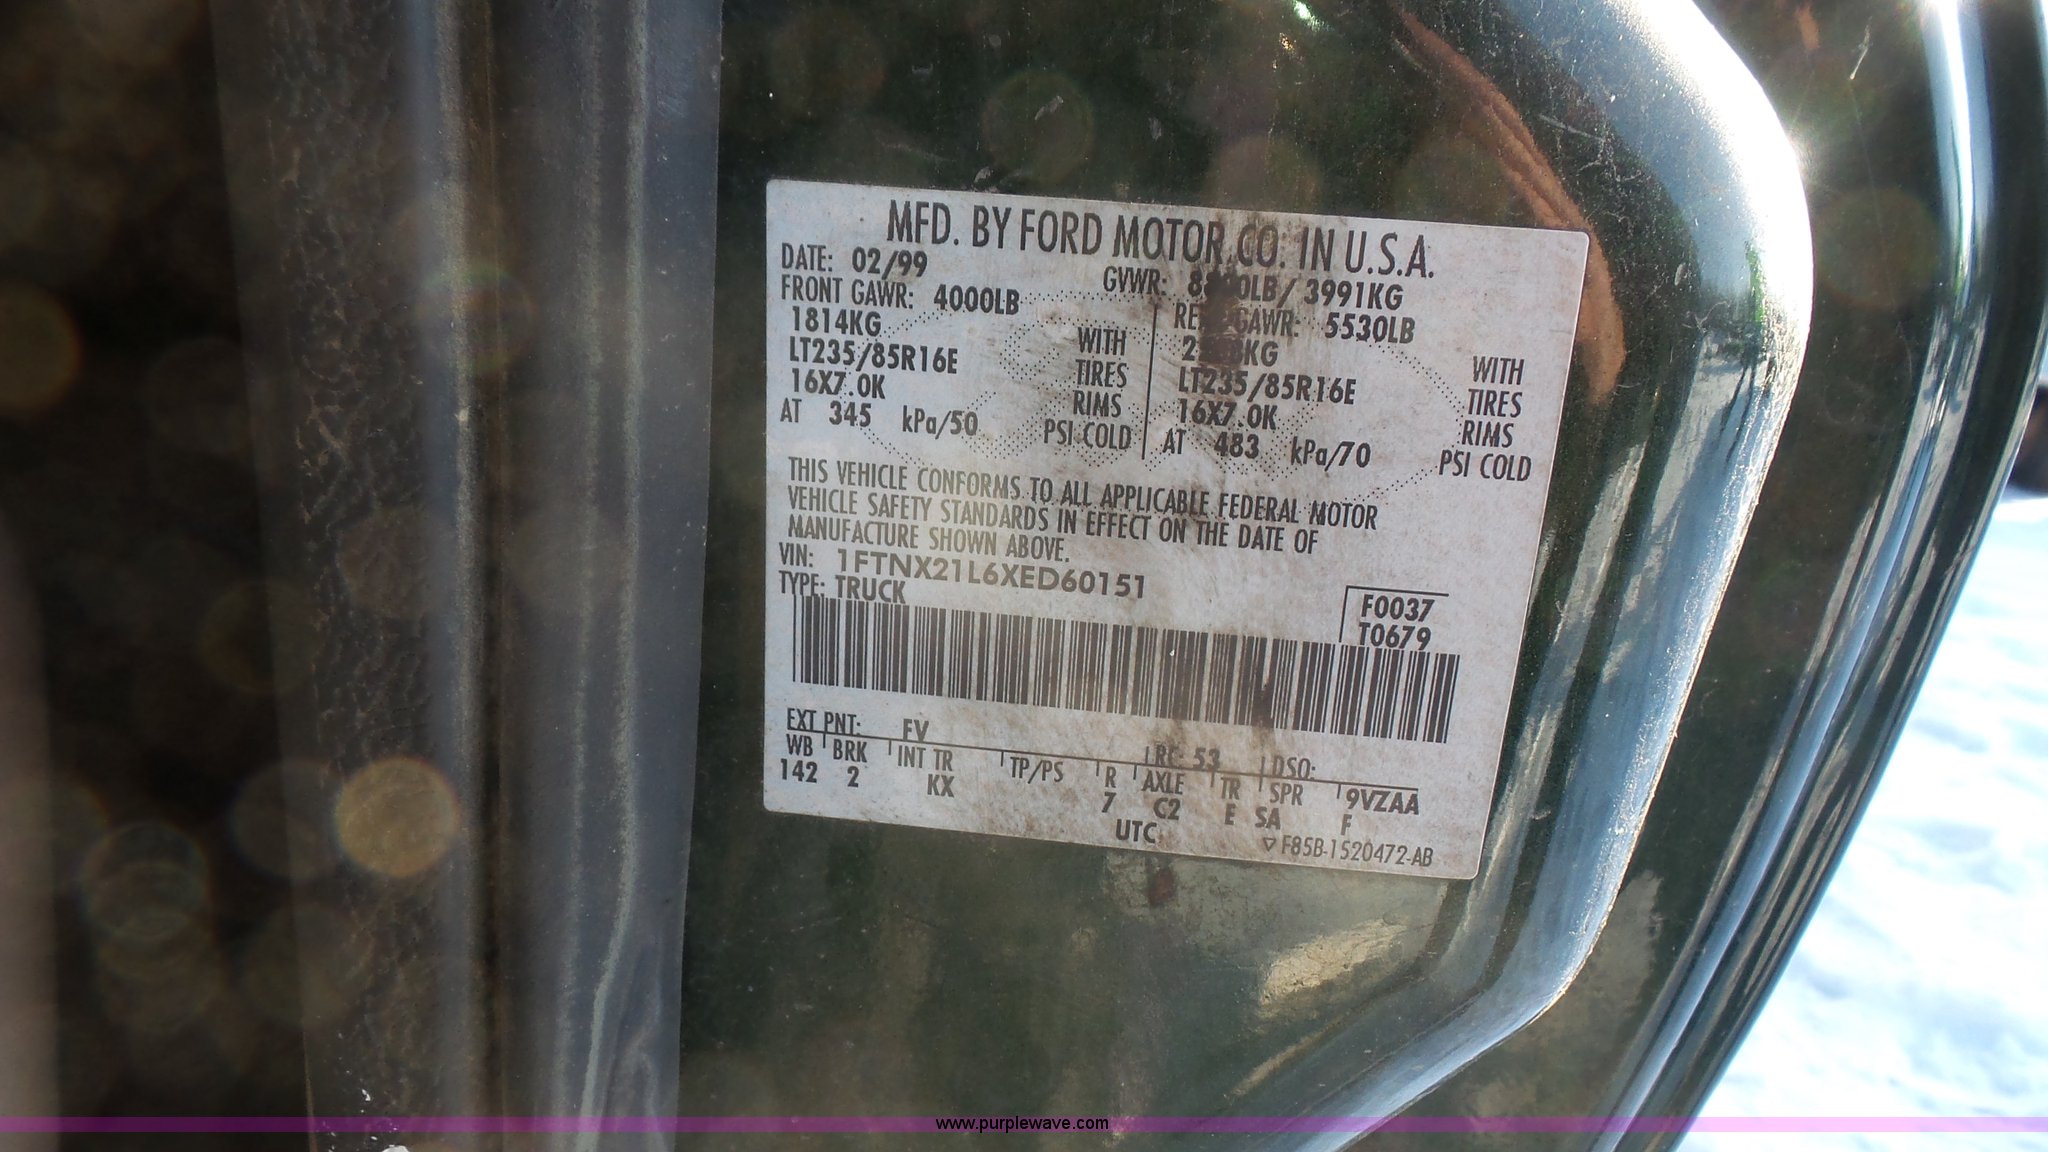 MFD. BY FORD MOTOR CO. IN U.S.A.
DATE: 02/99 GVWR: 3991KG
FRONT GAWR: 4000LB GAWR: 5530LB
1814KG WITH WITH
LT235/85R16E TIRES LT235/85R16E TIRES
16X7.0K RIMS 16X7.0K RIMS
AT 345 kPa/50 PSI COLD AT 483 kPa/70 PSI COLD
THIS VEHICLE CONFORMS TO ALL APPLICABLE FEDERAL MOTOR
VEHICLE SAFETY STANDARDS IN EFFECT ON THE DATE OF
MANUFACTURE SHOWN ABOVE.
VIN: 1FTNX21L6XED60151
TYPE: TRUCK F0037
T0679
EXT PNT: FV RC: 53 DSO:
WB BRK INT TR TP/PS R AXLE TR SPR 9VZAA
142 2 KX 7 C2 E SA F
UTC
▽ F85B-1520472-AB
www.purplewave.com